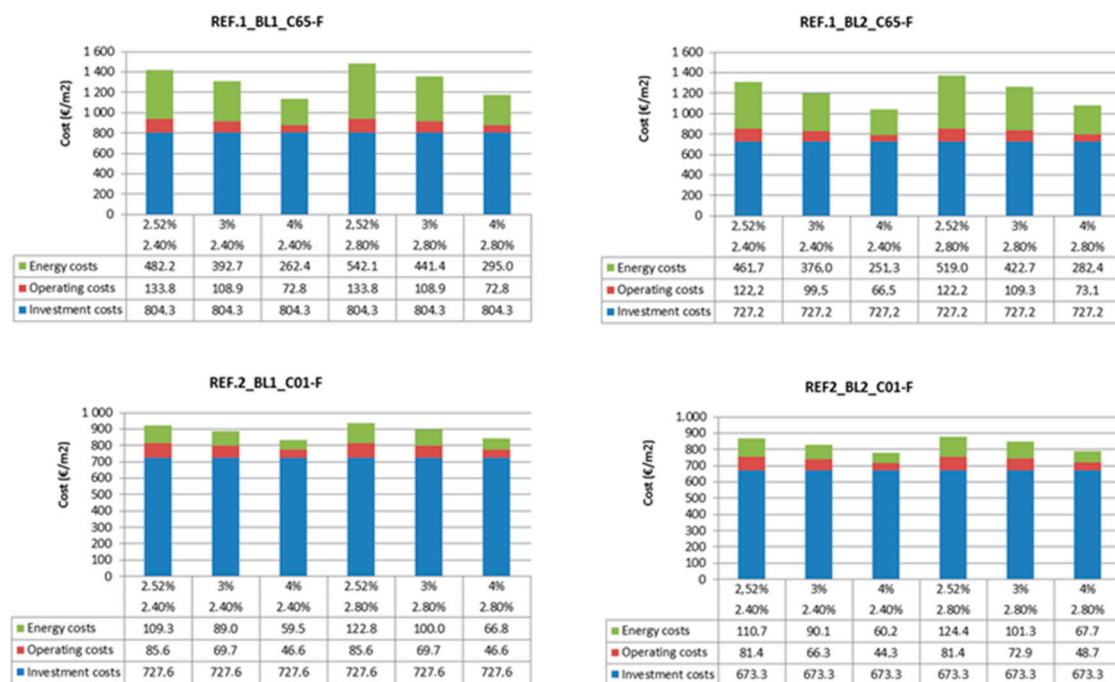 REF.1_BL1_C65-F
Cost (€/m2)
1 600
1 400
1 200
1 000
800
600
400
200
0
2.52% 3% 4% 2.52% 3% 4%
2.40% 2.40% 2.40% 2.80% 2.80% 2.80%
Energy costs 482.2 392.7 262.4 542.1 441.4 295.0
Operating costs 133.8 108.9 72.8 133.8 108.9 72.8
Investment costs 804.3 804.3 804.3 804,3 804.3 804.3
REF.1_BL2_C65-F
Cost (€/m2)
1 600
1 400
1 200
1 000
800
600
400
200
0
2,52% 3% 4% 2.52% 3% 4%
2.40% 2.40% 2.40% 2.80% 2.80% 2.80%
Energy costs 461.7 376.0 251.3 519.0 422.7 282.4
Operating costs 122,2 99.5 66.5 122.2 109.3 73.1
Investment costs 727.2 727.2 727,2 727.2 727.2 727.2
REF.2_BL1_C01-F
Cost (€/m2)
1 000
900
800
700
600
500
400
300
200
100
0
2.52% 3% 4% 2.52% 3% 4%
2.40% 2.40% 2.40% 2.80% 2.80% 2.80%
Energy costs 109.3 89.0 59.5 122.8 100.0 66.8
Operating costs 85.6 69.7 46.6 85.6 69.7 46.6
Investment costs 727.6 727.6 727.6 727.6 727.6 727.6
REF2_BL2_C01-F
Cost (€/m2)
1.000
900
800
700
600
500
400
300
200
100
0
2,52% 3% 4% 2.52% 3% 4%
2.40% 2.40% 2.40% 2.80% 2.80% 2.80%
Energy costs 110.7 90.1 60.2 124.4 101.3 67.7
Operating costs 81.4 66.3 44.3 81.4 72.9 48.7
Investment costs 673.3 673.3 673.3 673.3 673.3 673.3